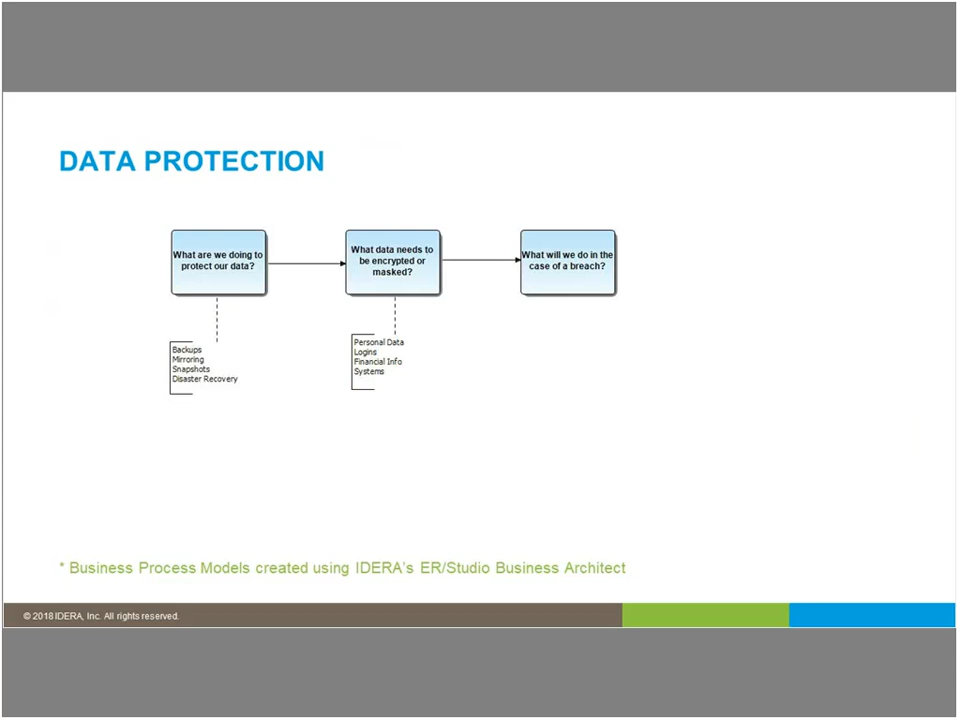 DATA PROTECTION
What are we doing to
protect our data?
What data needs to
be encrypted or
masked?
What will we do in the
case of a breach?
Backups
Mirroring
Snapshots
Disaster Recovery
Personal Data
Logins
Financial Info
Systems
* Business Process Models created using IDERA's ER/Studio Business Architect
© 2018 IDERA, Inc. All rights reserved.